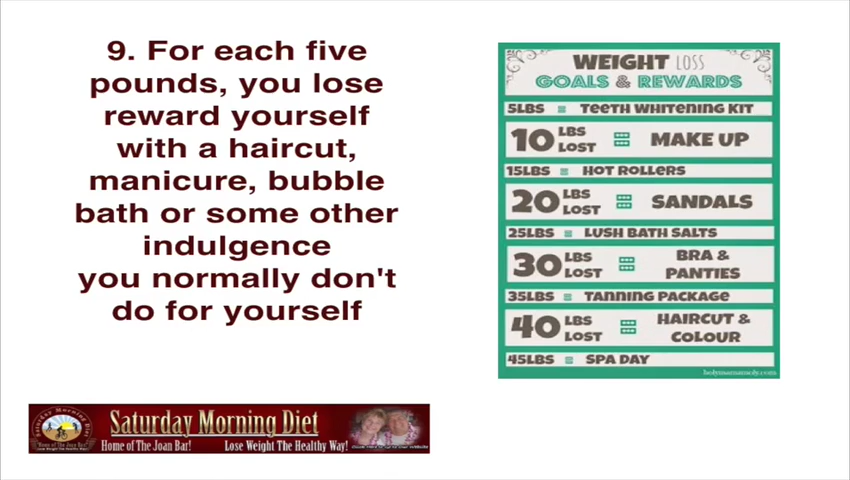 9. For each five
pounds, you lose
reward yourself
with a haircut,
manicure, bubble
bath or some other
indulgence
you normally don't
do for yourself
WEIGHT LOSS
GOALS & REWARDS
5LBS = TEETH WHITENING KIT
10 LBS LOST = MAKE UP
15LBS = HOT ROLLERS
20 LBS LOST = SANDALS
25LBS = LUSH BATH SALTS
30 LBS LOST = BRA & PANTIES
35LBS = TANNING PACKAGE
40 LBS LOST = HAIRCUT & COLOUR
45LBS = SPA DAY
Saturday Morning Diet
Home of The Joan Bar! Lose Weight The Healthy Way!